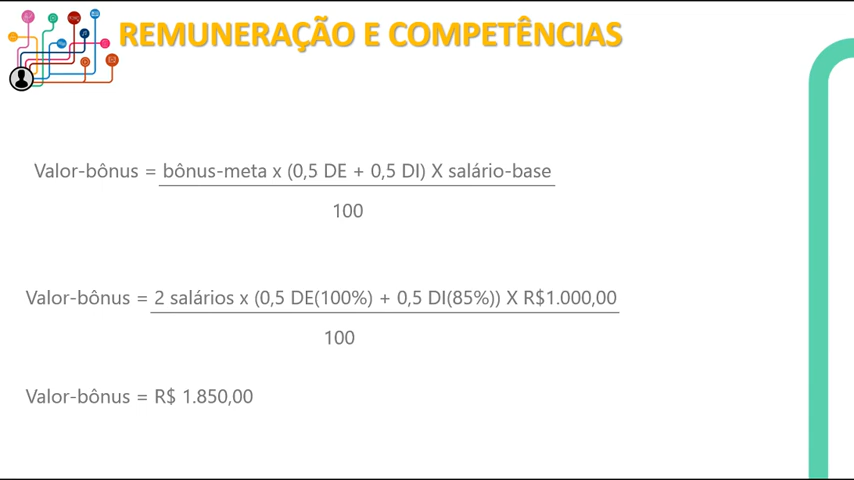 REMUNERAÇÃO E COMPETÊNCIAS
Valor-bônus = bônus-meta x (0,5 DE + 0,5 DI) X salário-base
100
Valor-bônus = 2 salários x (0,5 DE(100%) + 0,5 DI(85%)) X R$1.000,00
100
Valor-bônus = R$ 1.850,00